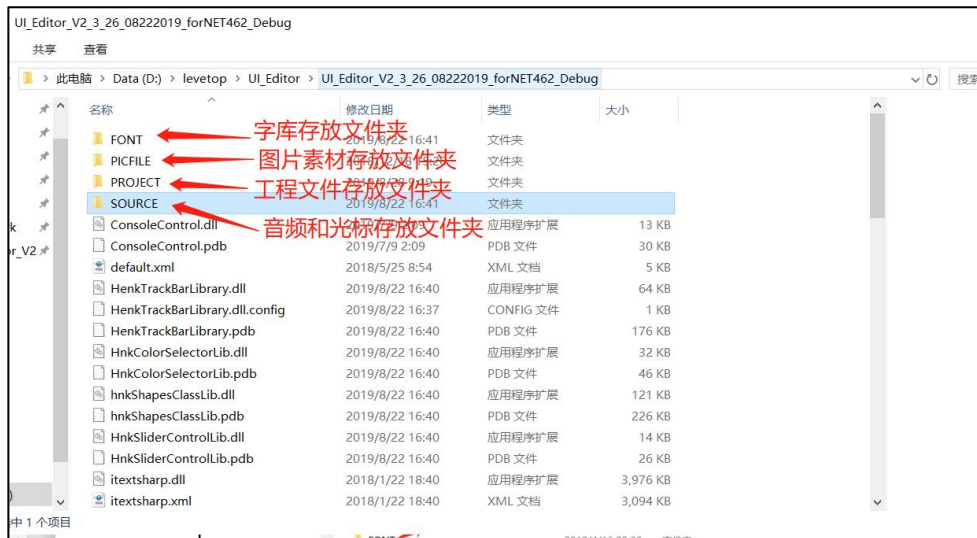 UI_Editor_V2_3_26_08222019_forNET462_Debug
共享 查看
> 此电脑 > Data (D:) > levetop > UI_Editor > UI_Editor_V2_3_26_08222019_forNET462_Debug 搜索
名称 修改日期 类型 大小
FONT 字库存放文件夹 2019/8/22 16:41 文件夹
PICFILE 图片素材存放文件夹 文件夹
PROJECT 工程文件存放文件夹 文件夹
SOURCE 2019/8/22 16:41 文件夹
ConsoleControl.dll 音频和光标存放文件夹 应用程序扩展 13 KB
ConsoleControl.pdb 2019/7/9 2:09 PDB 文件 30 KB
default.xml 2018/5/25 8:54 XML 文档 5 KB
HenkTrackBarLibrary.dll 2019/8/22 16:40 应用程序扩展 64 KB
HenkTrackBarLibrary.dll.config 2019/8/22 16:37 CONFIG 文件 1 KB
HenkTrackBarLibrary.pdb 2019/8/22 16:40 PDB 文件 176 KB
HnkColorSelectorLib.dll 2019/8/22 16:40 应用程序扩展 32 KB
HnkColorSelectorLib.pdb 2019/8/22 16:40 PDB 文件 46 KB
hnkShapesClassLib.dll 2019/8/22 16:40 应用程序扩展 121 KB
hnkShapesClassLib.pdb 2019/8/22 16:40 PDB 文件 226 KB
HnkSliderControlLib.dll 2019/8/22 16:40 应用程序扩展 14 KB
HnkSliderControlLib.pdb 2019/8/22 16:40 PDB 文件 26 KB
itextsharp.dll 2018/1/22 18:40 应用程序扩展 3,976 KB
itextsharp.xml 2018/1/22 18:40 XML 文档 3,094 KB
k
or_V2
中 1 个项目